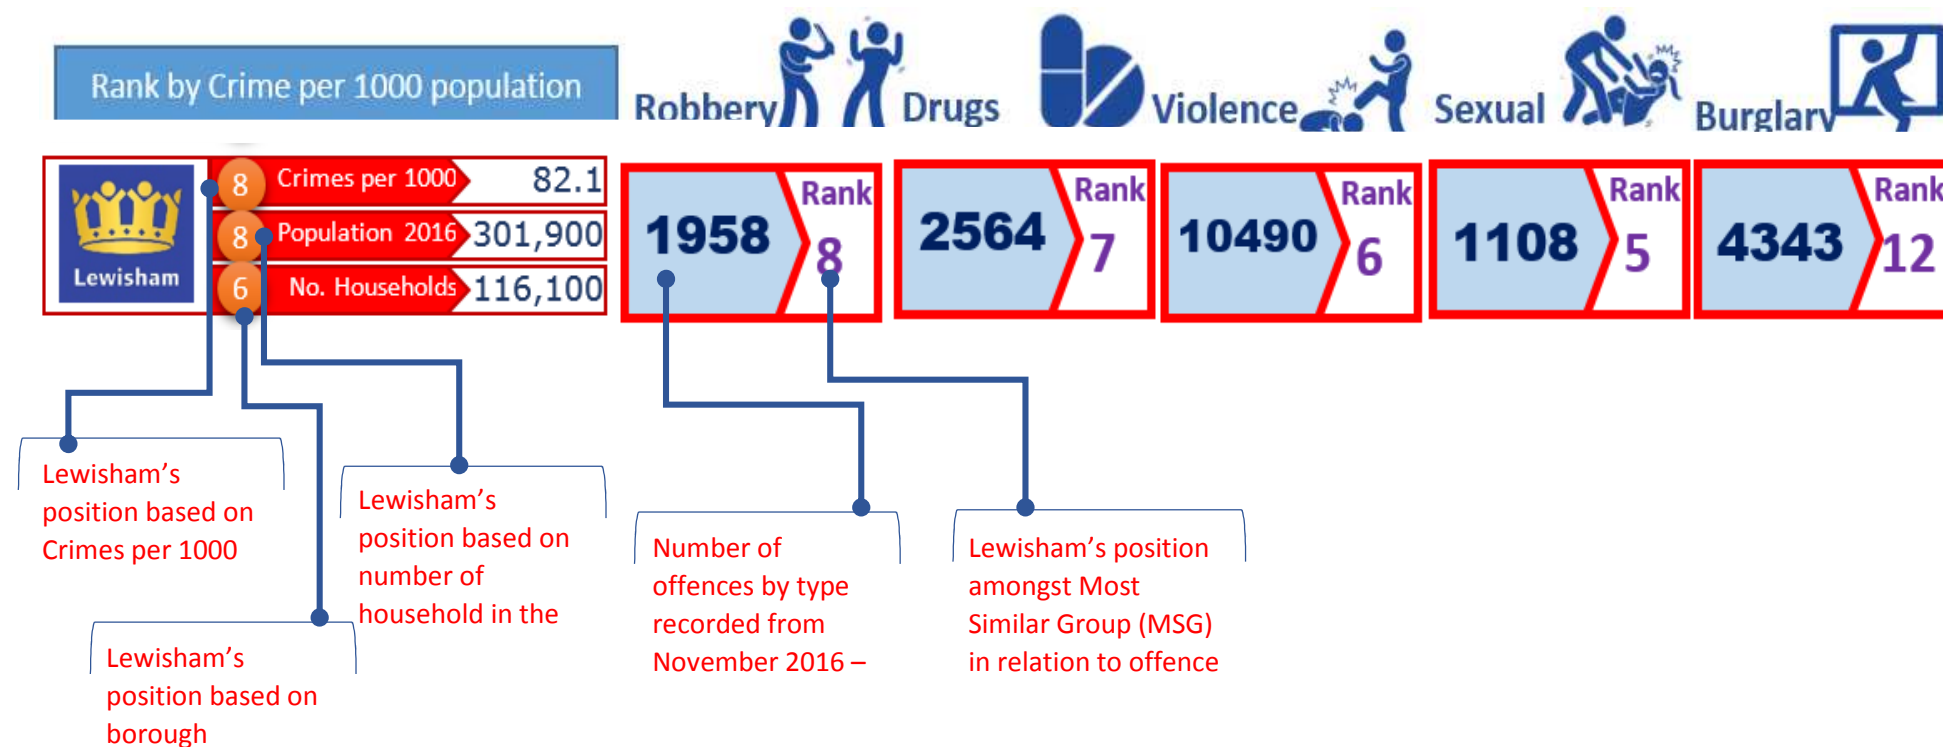 Rank by Crime per 1000 population
Robbery
Drugs
Violence
Sexual
Burglary
Lewisham
8 Crimes per 1000 82.1
8 Population 2016 301,900
6 No. Households 116,100
1958 Rank 8
2564 Rank 7
10490 Rank 6
1108 Rank 5
4343 Rank 12
Lewisham’s
position based on
Crimes per 1000
Lewisham’s
position based on
borough
Lewisham’s
position based on
number of
household in the
Number of
offences by type
recorded from
November 2016 –
Lewisham’s position
amongst Most
Similar Group (MSG)
in relation to offence